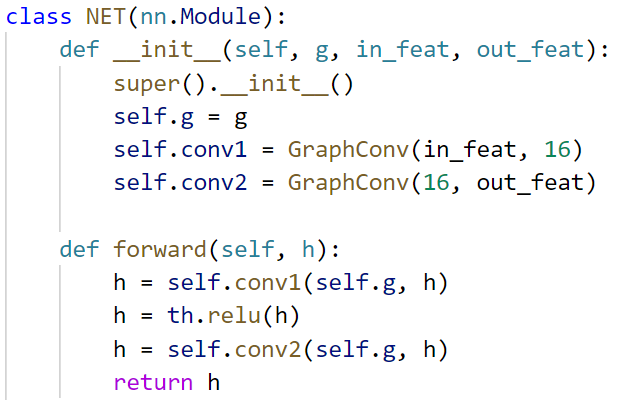 class NET(nn.Module):
    def __init__(self, g, in_feat, out_feat):
        super().__init__()
        self.g = g
        self.conv1 = GraphConv(in_feat, 16)
        self.conv2 = GraphConv(16, out_feat)

    def forward(self, h):
        h = self.conv1(self.g, h)
        h = th.relu(h)
        h = self.conv2(self.g, h)
        return h